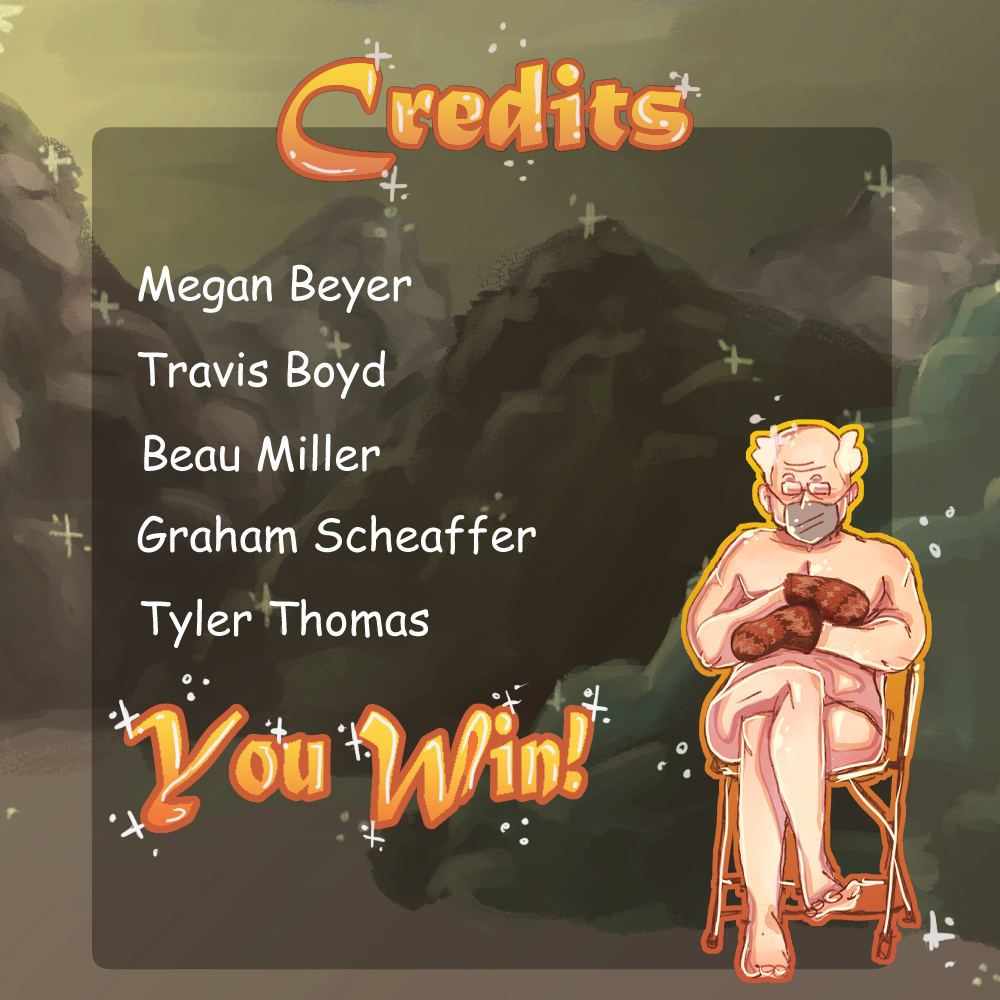 Credits
Megan Beyer
Travis Boyd
Beau Miller
Graham Scheaffer
Tyler Thomas
You Win!